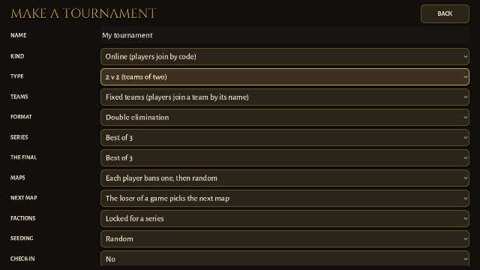 MAKE A TOURNAMENT
BACK
NAME My tournament
KIND Online (players join by code)
TYPE 2 v 2 (teams of two)
TEAMS Fixed teams (players join a team by its name)
FORMAT Double elimination
SERIES Best of 3
THE FINAL Best of 3
MAPS Each player bans one, then random
NEXT MAP The loser of a game picks the next map
FACTIONS Locked for a series
SEEDING Random
CHECK-IN No